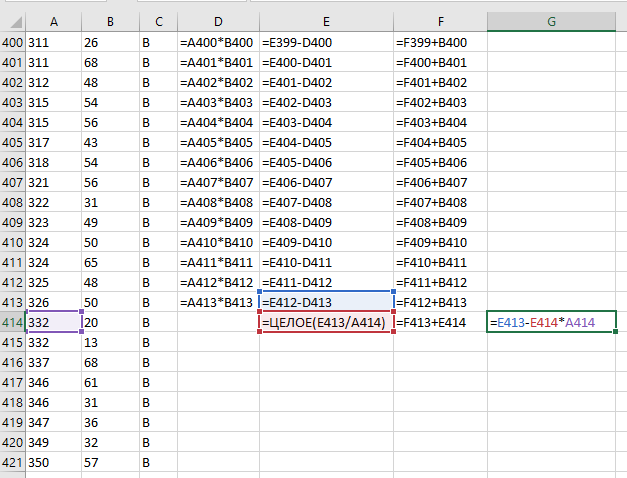 A B C D E F G
400 311 26 B =A400*B400 =E399-D400 =F399+B400
401 311 68 B =A401*B401 =E400-D401 =F400+B401
402 312 48 B =A402*B402 =E401-D402 =F401+B402
403 315 54 B =A403*B403 =E402-D403 =F402+B403
404 315 56 B =A404*B404 =E403-D404 =F403+B404
405 317 43 B =A405*B405 =E404-D405 =F404+B405
406 318 54 B =A406*B406 =E405-D406 =F405+B406
407 321 56 B =A407*B407 =E406-D407 =F406+B407
408 322 31 B =A408*B408 =E407-D408 =F407+B408
409 323 49 B =A409*B409 =E408-D409 =F408+B409
410 324 50 B =A410*B410 =E409-D410 =F409+B410
411 324 65 B =A411*B411 =E410-D411 =F410+B411
412 325 48 B =A412*B412 =E411-D412 =F411+B412
413 326 50 B =A413*B413 =E412-D413 =F412+B413
414 332 20 B =ЦЕЛОЕ(E413/A414) =F413+E414 =E413-E414*A414
415 332 13 B
416 337 68 B
417 346 61 B
418 346 31 B
419 347 36 B
420 349 32 B
421 350 57 B